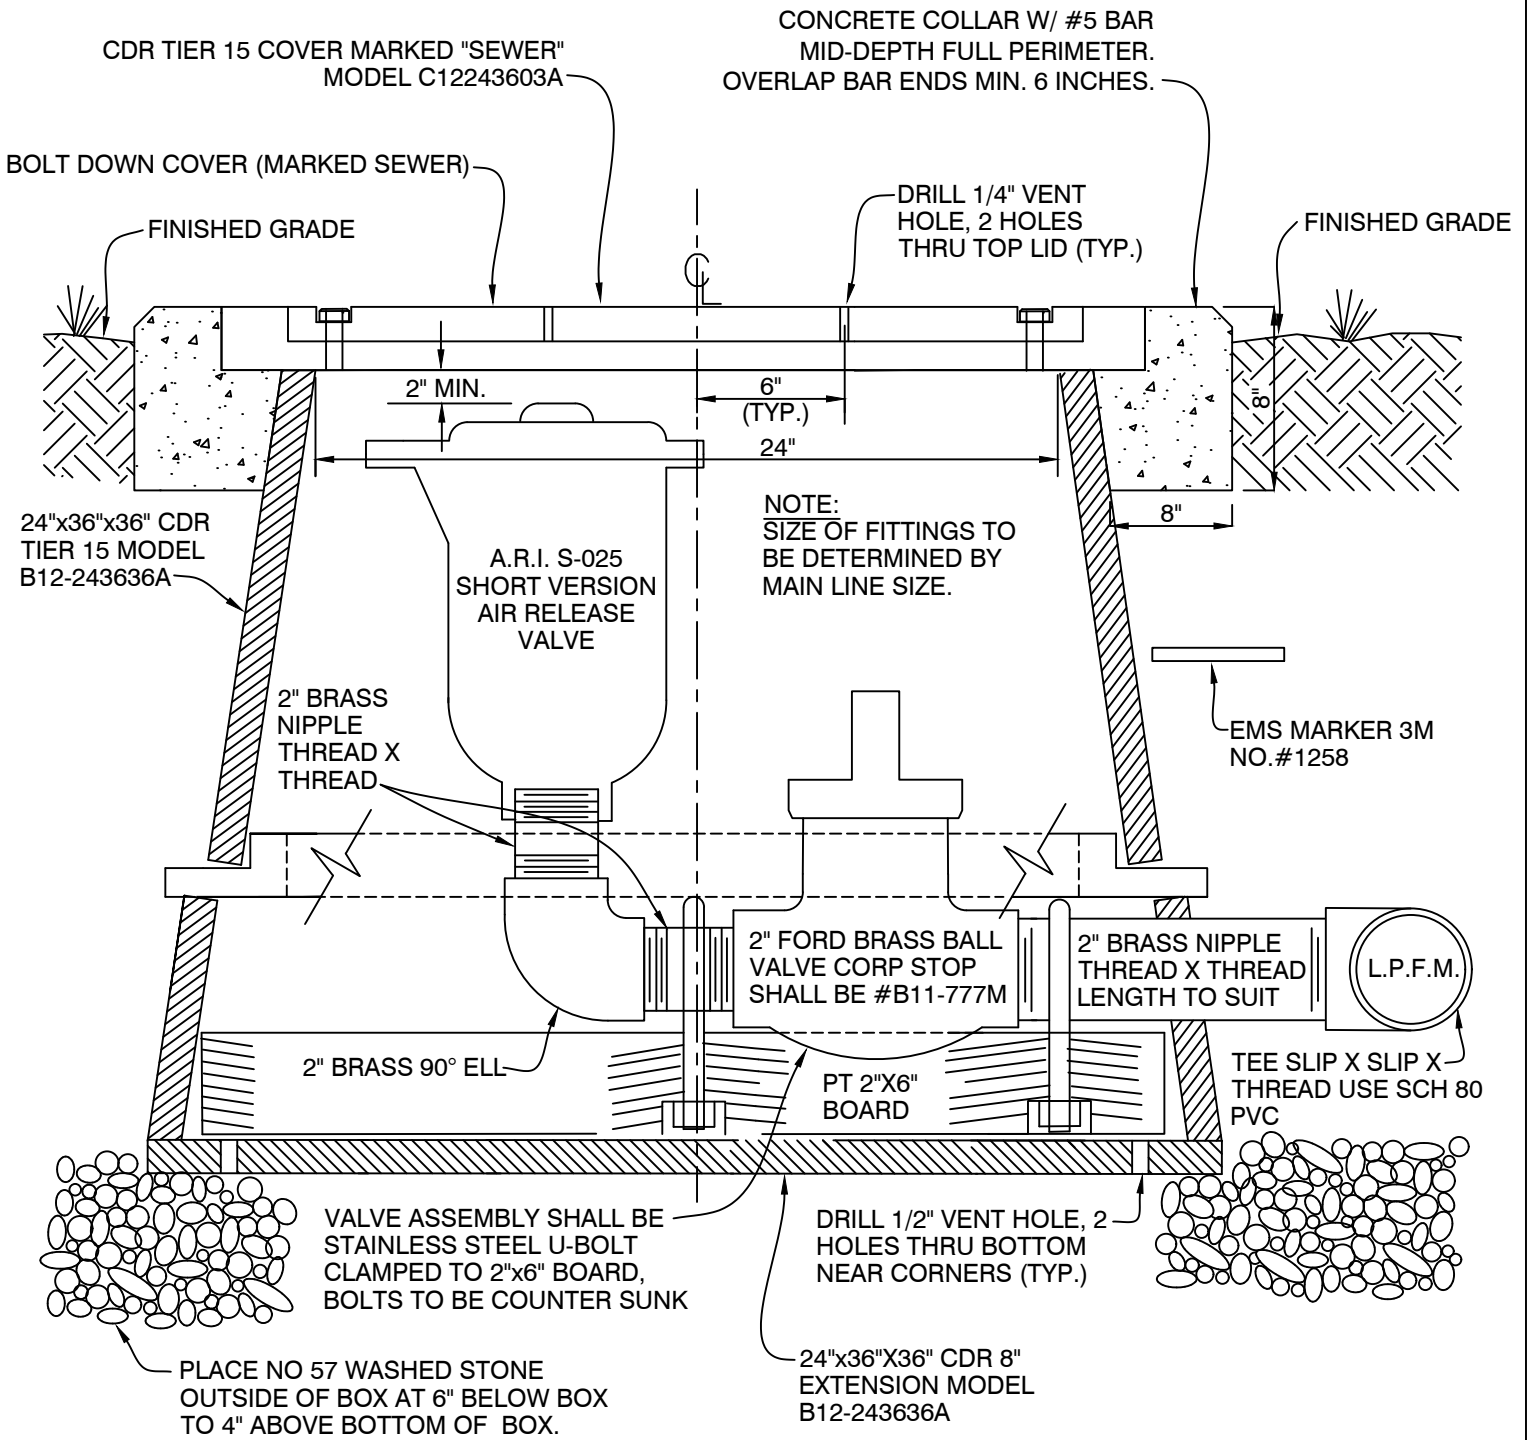 CONCRETE COLLAR W/ #5 BAR
MID-DEPTH FULL PERIMETER.
OVERLAP BAR ENDS MIN. 6 INCHES.
CDR TIER 15 COVER MARKED "SEWER"
MODEL C12243603A
BOLT DOWN COVER (MARKED SEWER)
DRILL 1/4" VENT
HOLE, 2 HOLES
THRU TOP LID (TYP.)
FINISHED GRADE
FINISHED GRADE
CL
2" MIN.
6"
(TYP.)
8"
24"
8"
24"x36"x36" CDR
TIER 15 MODEL
B12-243636A
NOTE:
SIZE OF FITTINGS TO
BE DETERMINED BY
MAIN LINE SIZE.
A.R.I. S-025
SHORT VERSION
AIR RELEASE
VALVE
2" BRASS
NIPPLE
THREAD X
THREAD
EMS MARKER 3M
NO.#1258
2" FORD BRASS BALL
VALVE CORP STOP
SHALL BE #B11-777M
2" BRASS NIPPLE
THREAD X THREAD
LENGTH TO SUIT
L.P.F.M.
2" BRASS 90° ELL
PT 2"X6"
BOARD
TEE SLIP X SLIP X
THREAD USE SCH 80
PVC
VALVE ASSEMBLY SHALL BE
STAINLESS STEEL U-BOLT
CLAMPED TO 2"x6" BOARD,
BOLTS TO BE COUNTER SUNK
DRILL 1/2" VENT HOLE, 2
HOLES THRU BOTTOM
NEAR CORNERS (TYP.)
PLACE NO 57 WASHED STONE
OUTSIDE OF BOX AT 6" BELOW BOX
TO 4" ABOVE BOTTOM OF  BOX.
24"x36"X36" CDR 8"
EXTENSION MODEL
B12-243636A